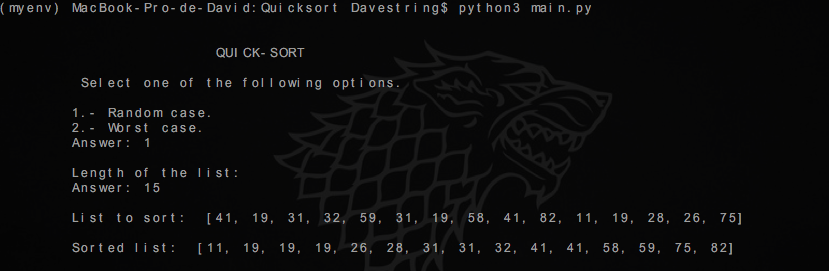 (myenv) MacBook-Pro-de-David:Quicksort Davestring$ python3 main.py
QUICK-SORT
Select one of the following options.
1.- Random case.
2.- Worst case.
Answer: 1
Length of the list:
Answer: 15
List to sort: [41, 19, 31, 32, 59, 31, 19, 58, 41, 82, 11, 19, 28, 26, 75]
Sorted list: [11, 19, 19, 19, 26, 28, 31, 31, 32, 41, 41, 58, 59, 75, 82]